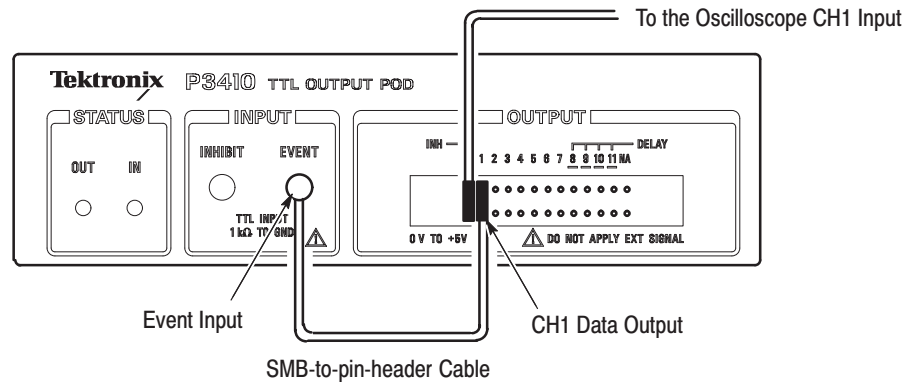 To the Oscilloscope CH1 Input
Tektronix P3410 TTL OUTPUT POD
STATUS
OUT IN
INPUT
INHIBIT EVENT
TTL INPUT
1 kΩ TO GND
OUTPUT
INH DELAY
1 2 3 4 5 6 7 8 9 10 11 NA
0 V TO +5V
DO NOT APPLY EXT SIGNAL
Event Input
CH1 Data Output
SMB-to-pin-header Cable